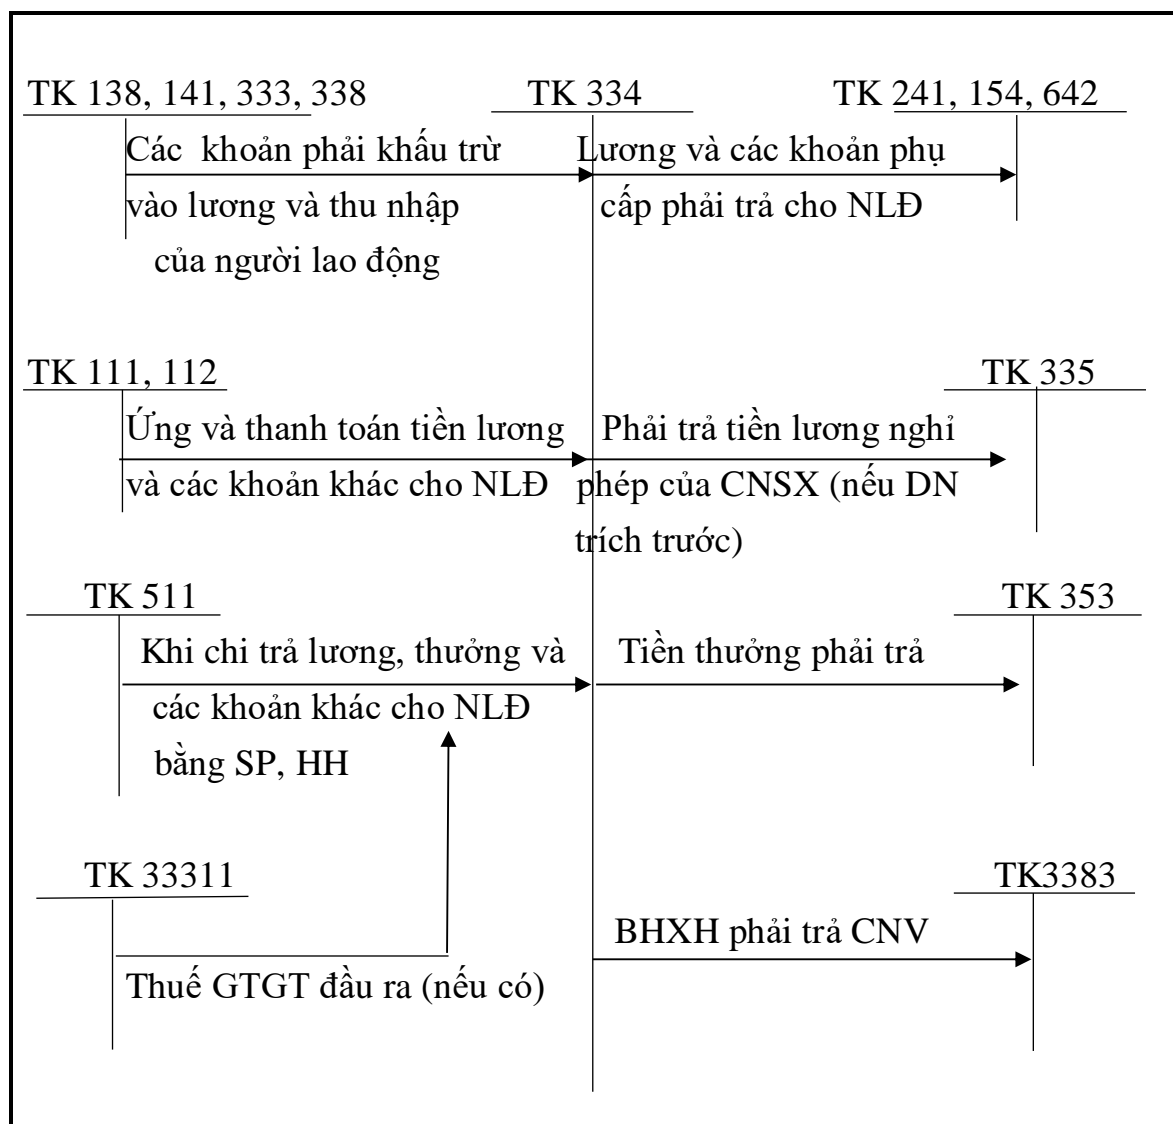 TK 138, 141, 333, 338
TK 334
TK 241, 154, 642
Các khoản phải khấu trừ
vào lương và thu nhập
của người lao động
Lương và các khoản phụ
cấp phải trả cho NLĐ
TK 111, 112
TK 335
Ứng và thanh toán tiền lương
và các khoản khác cho NLĐ
Phải trả tiền lương nghỉ
phép của CNSX (nếu DN
trích trước)
TK 511
TK 353
Khi chi trả lương, thưởng và
các khoản khác cho NLĐ
bằng SP, HH
Tiền thưởng phải trả
TK 33311
TK3383
Thuế GTGT đầu ra (nếu có)
BHXH phải trả CNV